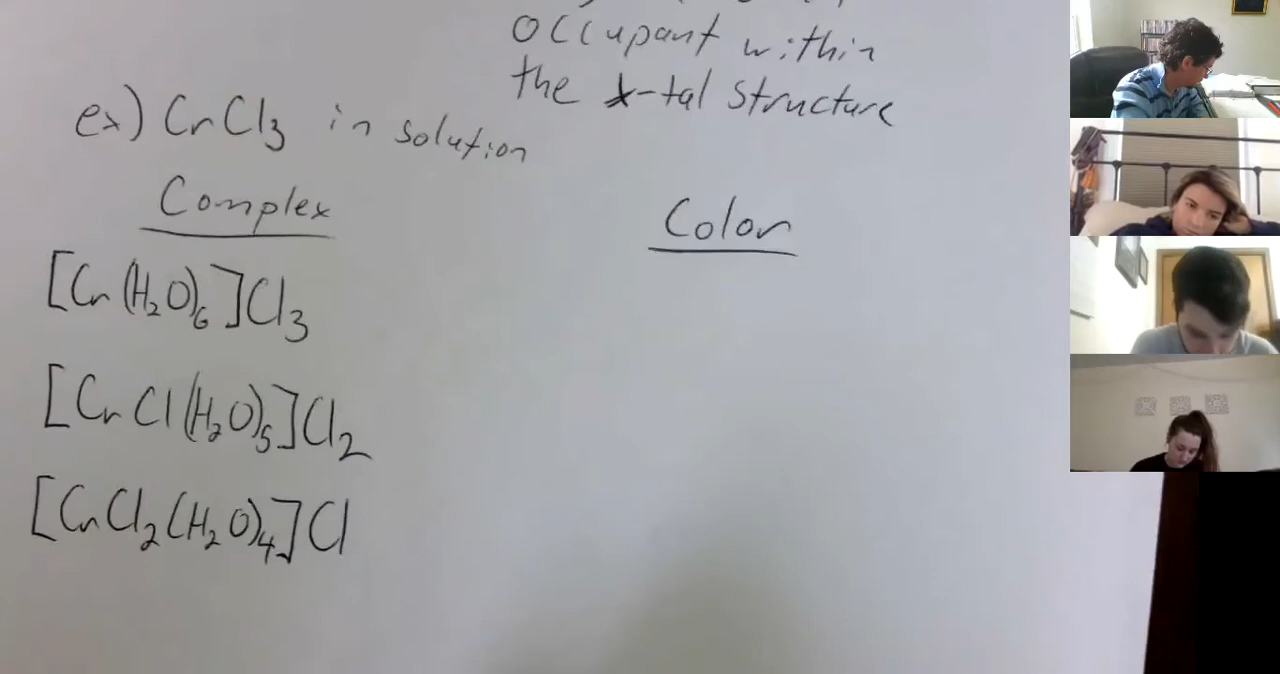 occupant within
the x-tal structure
ex) CrCl₃ in solution
Complex
Color
[Cr(H₂O)₆]Cl₃
[CrCl(H₂O)₅]Cl₂
[CrCl₂(H₂O)₄]Cl